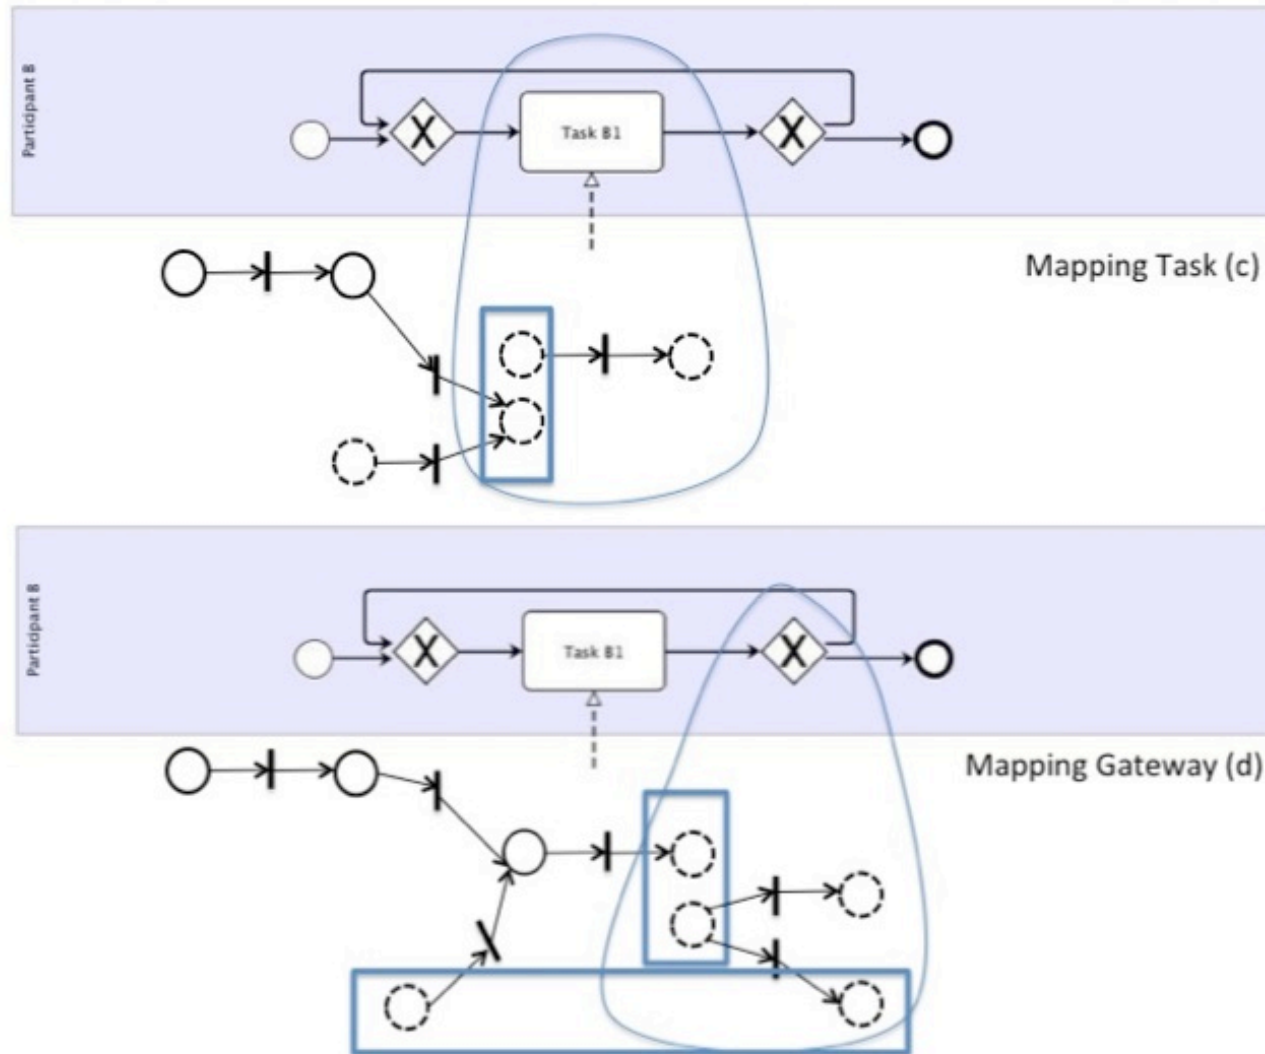 Participant B
X
Task B1
X
Mapping Task (c)
Participant B
X
Task B1
X
Mapping Gateway (d)